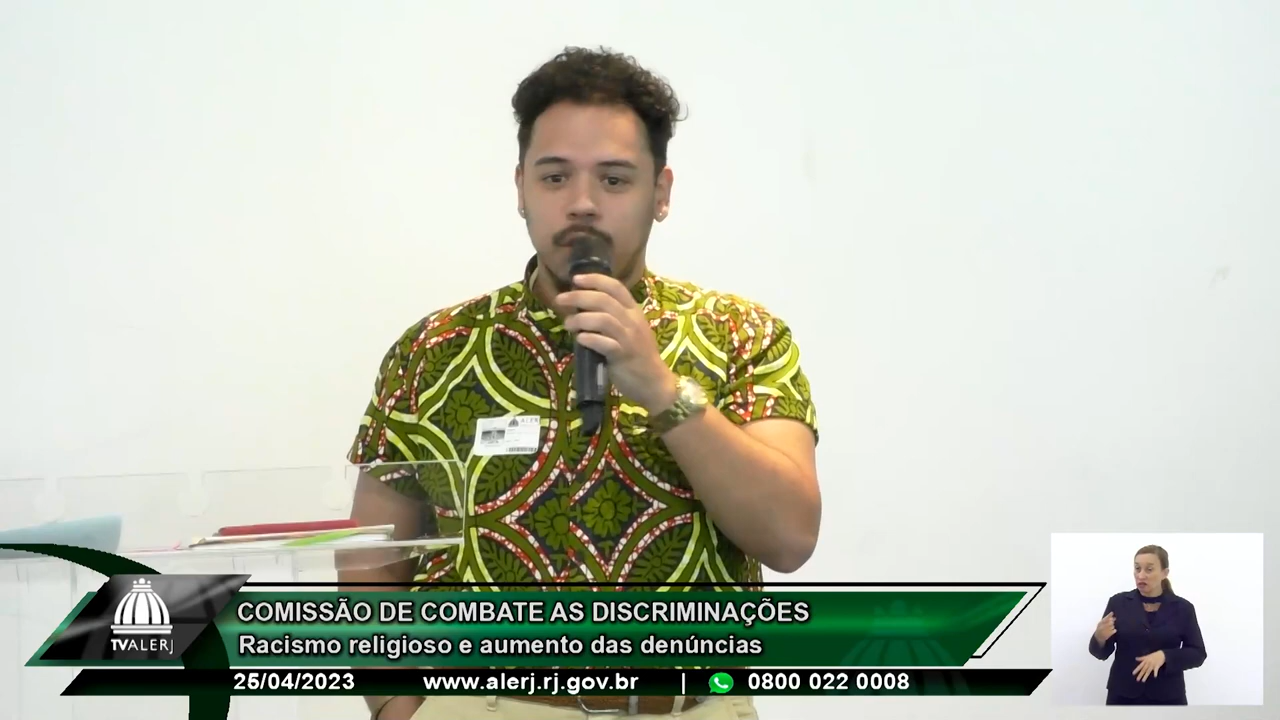 ALERJ
COMISSÃO DE COMBATE AS DISCRIMINAÇÕES
Racismo religioso e aumento das denúncias
TVALERJ
25/04/2023 www.alerj.rj.gov.br | 0800 022 0008